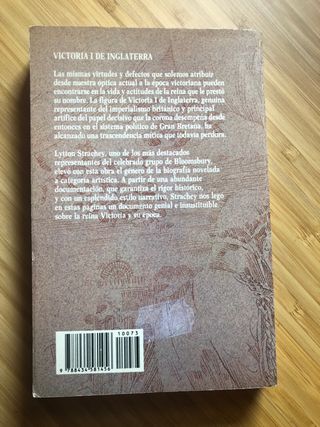 VICTORIA I DE INGLATERRA
Las mismas virtudes y defectos que solemos atribuir
desde nuestra óptica actual a la época victoriana pueden
encontrarse en la vida y actitudes de la reina que le prestó
su nombre. La figura de Victoria I de Inglaterra, genuina
representante del imperialismo británico y principal
artífice del papel decisivo que la corona desempeña desde
entonces en el sistema político de Gran Bretaña, ha
alcanzado una trascendencia mítica que todavía perdura.
Lytton Strachey, uno de los más destacados
representantes del celebrado grupo de Bloomsbury,
elevó con esta obra el género de la biografía novelada
a categoría artística. A partir de una abundante
documentación, que garantiza el rigor histórico,
y con un espléndido estilo narrativo, Strachey nos legó
en estas páginas un documento genial e insustituible
sobre la reina Victoria y su época.
10073
9 788434 581456